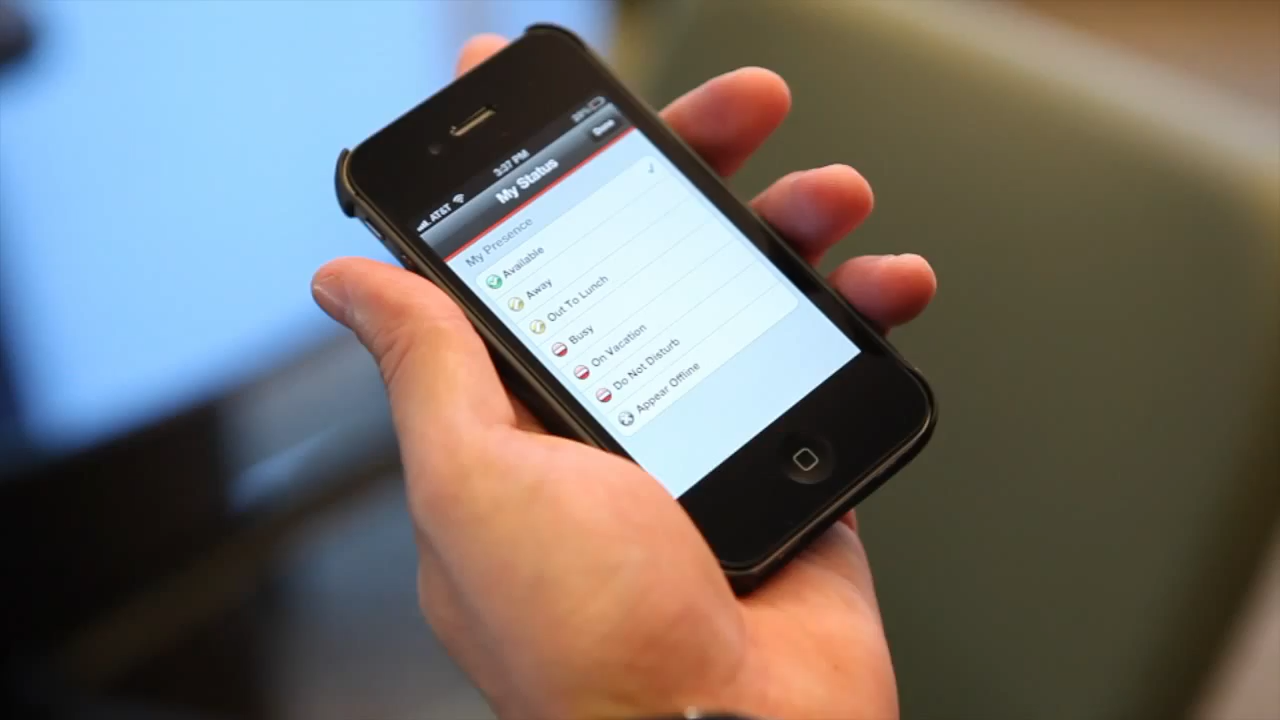 AT&T
3:37 PM
My Status
Done
My Presence
Available
Away
Out To Lunch
Busy
On Vacation
Do Not Disturb
Appear Offline